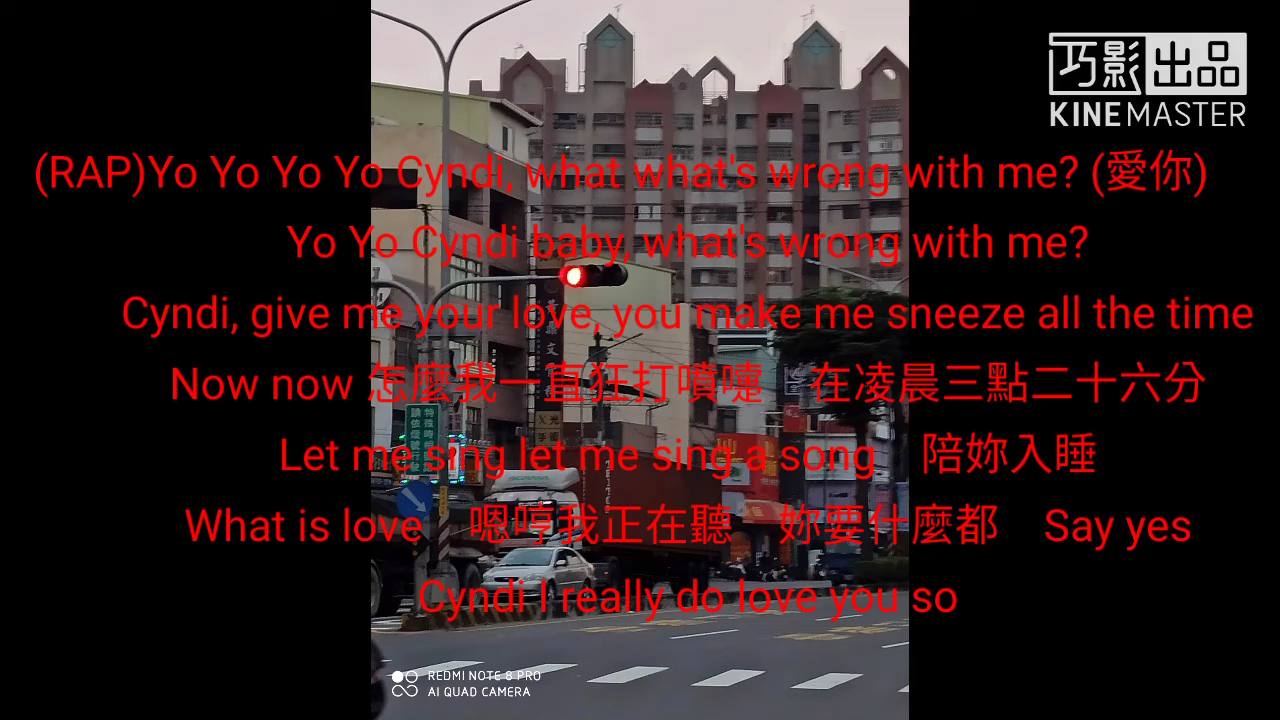 巧影出品
KINEMASTER
(RAP)Yo Yo Yo Yo Cyndi, what what's wrong with me? (愛你)
Yo Yo Cyndi baby, what's wrong with me?
Cyndi, give me your love, you make me sneeze all the time
Now now 怎麼我一直狂打噴嚏　在凌晨三點二十六分
Let me sing let me sing a song　陪妳入睡
What is love　嗯哼我正在聽　妳要什麼都　Say yes
Cyndi I really do love you so
X光
REDMI NOTE 8 PRO
AI QUAD CAMERA